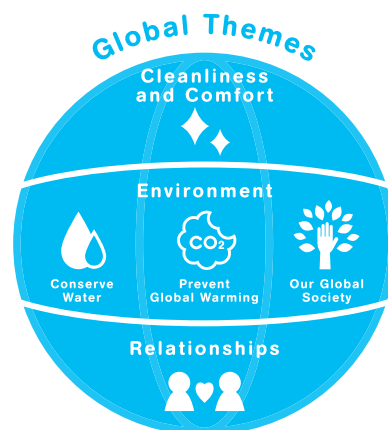 Global Themes
Cleanliness
and Comfort
Environment
CO₂
Conserve
Water
Prevent
Global Warming
Our Global
Society
Relationships